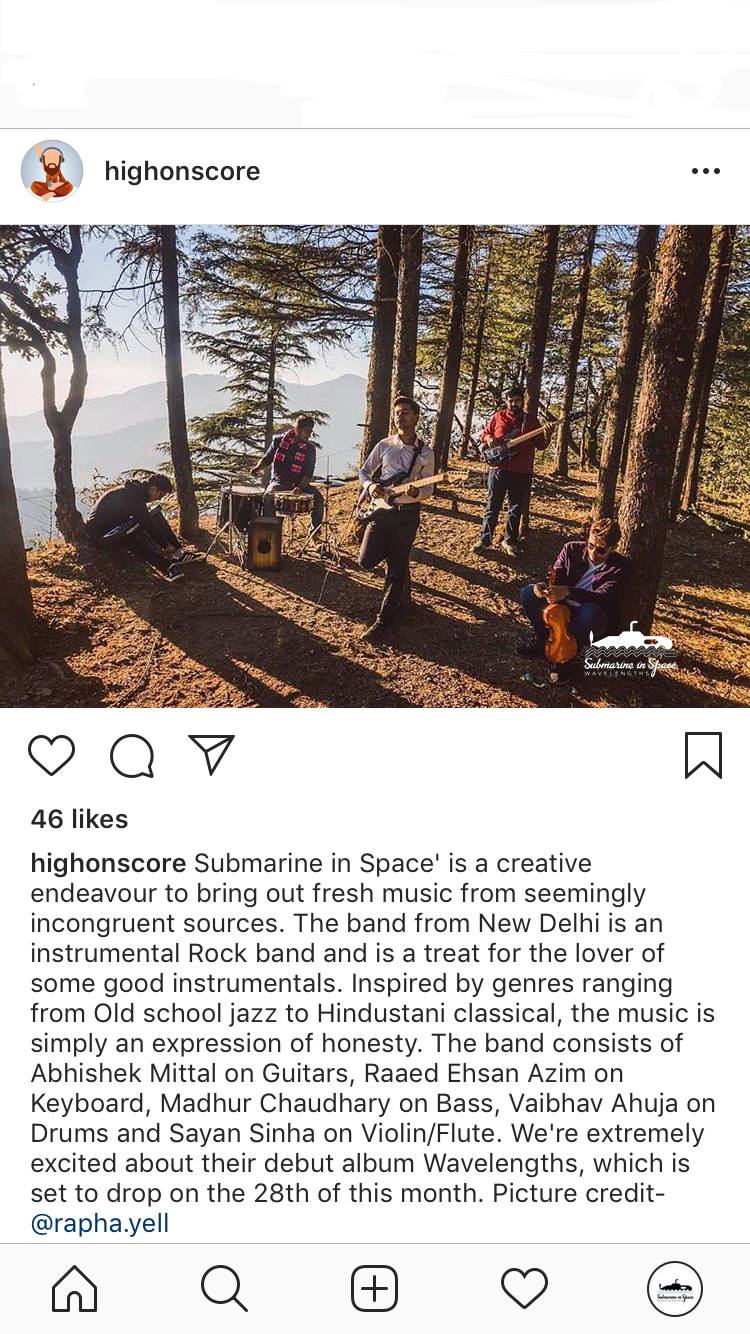 highonscore
Submarine in Space
WAVELENGTHS
46 likes
highonscore Submarine in Space' is a creative
endeavour to bring out fresh music from seemingly
incongruent sources. The band from New Delhi is an
instrumental Rock band and is a treat for the lover of
some good instrumentals. Inspired by genres ranging
from Old school jazz to Hindustani classical, the music is
simply an expression of honesty. The band consists of
Abhishek Mittal on Guitars, Raaed Ehsan Azim on
Keyboard, Madhur Chaudhary on Bass, Vaibhav Ahuja on
Drums and Sayan Sinha on Violin/Flute. We're extremely
excited about their debut album Wavelengths, which is
set to drop on the 28th of this month. Picture credit-
@rapha.yell
Submarine in Space